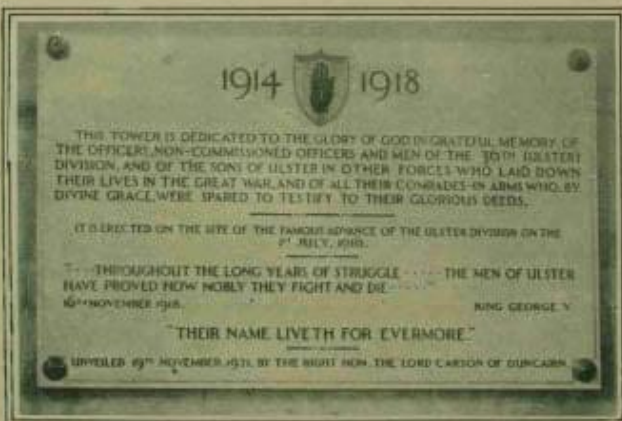 1914 1918
THIS TOWER IS DEDICATED TO THE GLORY OF GOD IN GRATEFUL MEMORY OF
THE OFFICERS, NON-COMMISSIONED OFFICERS AND MEN OF THE 36TH (ULSTER)
DIVISION, AND OF THE SONS OF ULSTER IN OTHER FORCES WHO LAID DOWN
THEIR LIVES IN THE GREAT WAR, AND OF ALL THEIR COMRADES-IN-ARMS WHO, BY
DIVINE GRACE, WERE SPARED TO TESTIFY TO THEIR GLORIOUS DEEDS.
IT IS ERECTED ON THE SITE OF THE FAMOUS ADVANCE OF THE ULSTER DIVISION ON THE
1ST JULY, 1916.
"···THROUGHOUT THE LONG YEARS OF STRUGGLE ····· THE MEN OF ULSTER
HAVE PROVED HOW NOBLY THEY FIGHT AND DIE ·····"
16TH NOVEMBER 1918. KING GEORGE V
"THEIR NAME LIVETH FOR EVERMORE."
UNVEILED 19TH NOVEMBER, 1921, BY THE RIGHT HON. THE LORD CARSON OF DUNCAIRN